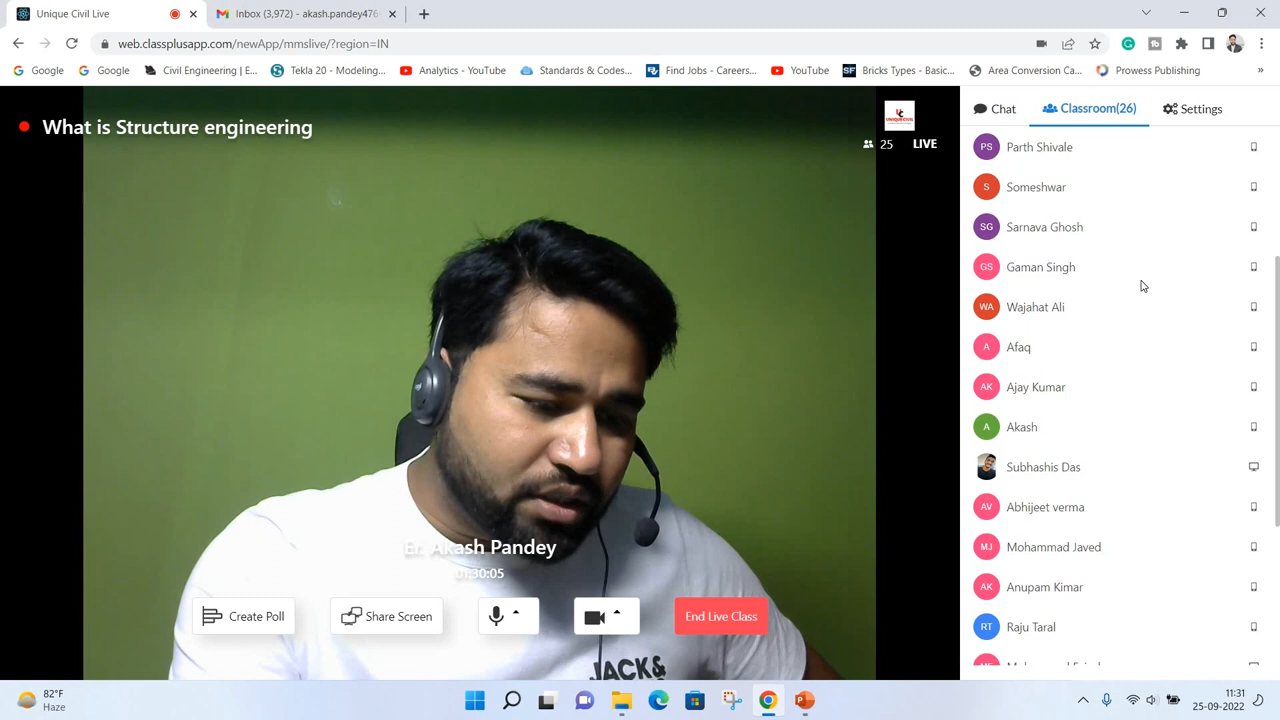 Unique Civil Live
Inbox (3,972) - akash.pandey476
web.classplusapp.com/newApp/mmslive/?region=IN
Google
Google
Civil Engineering | E...
Tekla 20 - Modeling...
Analytics - YouTube
Standards & Codes...
Find Jobs - Careers...
YouTube
SF
Bricks Types - Basic...
Area Conversion Ca...
Prowess Publishing
»
What is Structure engineering
UNIQUE CIVIL
25
LIVE
Chat
Classroom(26)
Settings
PS Parth Shivale
S Someshwar
SG Sarnava Ghosh
GS Gaman Singh
WA Wajahat Ali
A Afaq
AK Ajay Kumar
A Akash
Subhashis Das
AV Abhijeet verma
MJ Mohammad Javed
AK Anupam Kimar
RT Raju Taral
Er. Akash Pandey
01:30:05
Create Poll
Share Screen
End Live Class
JACK&
82°F
Haze
11:31
25-09-2022